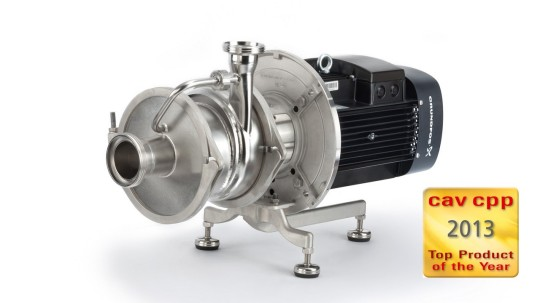 GRUNDFOS
cav cpp
2013
Top Product
of the Year